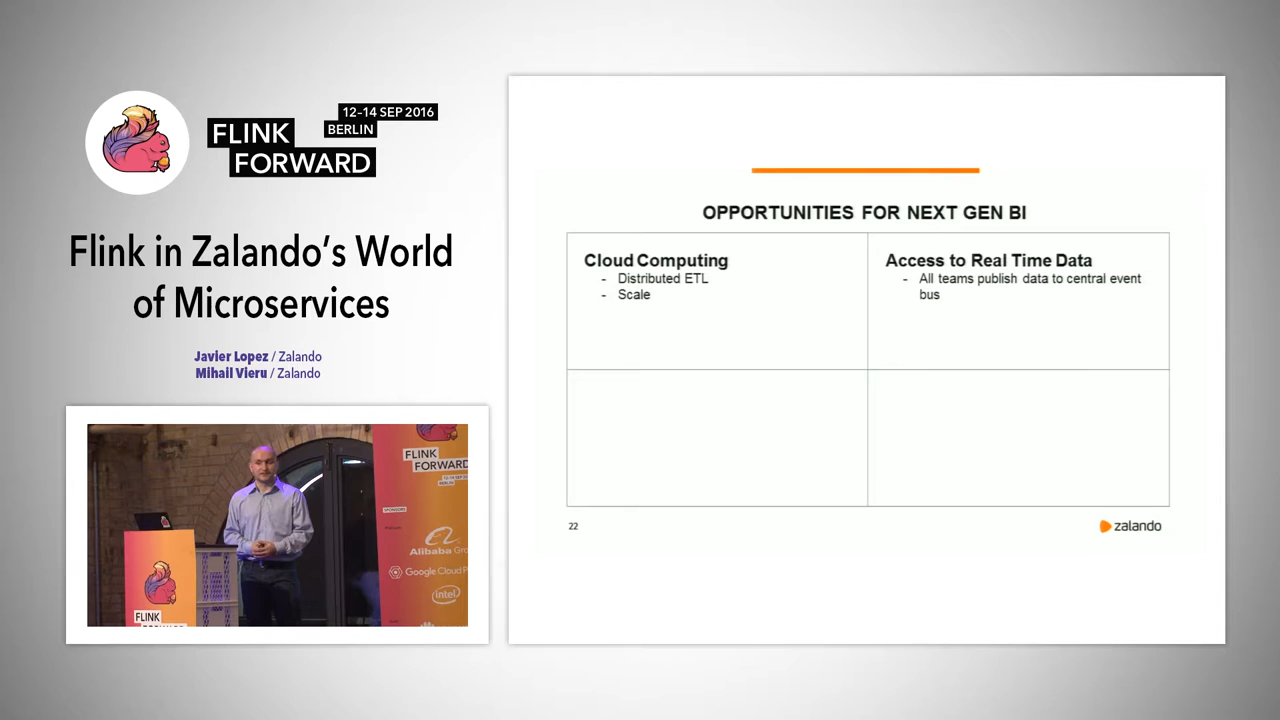 12–14 SEP 2016
BERLIN
FLINK
FORWARD
Flink in Zalando’s World
of Microservices
Javier Lopez / Zalando
Mihail Vieru / Zalando
OPPORTUNITIES FOR NEXT GEN BI
Cloud Computing
- Distributed ETL
- Scale
Access to Real Time Data
- All teams publish data to central event
bus
22
zalando
FLINK
FORWARD
SPONSORS
Alibaba Gro
Google Cloud P
intel
FLINK